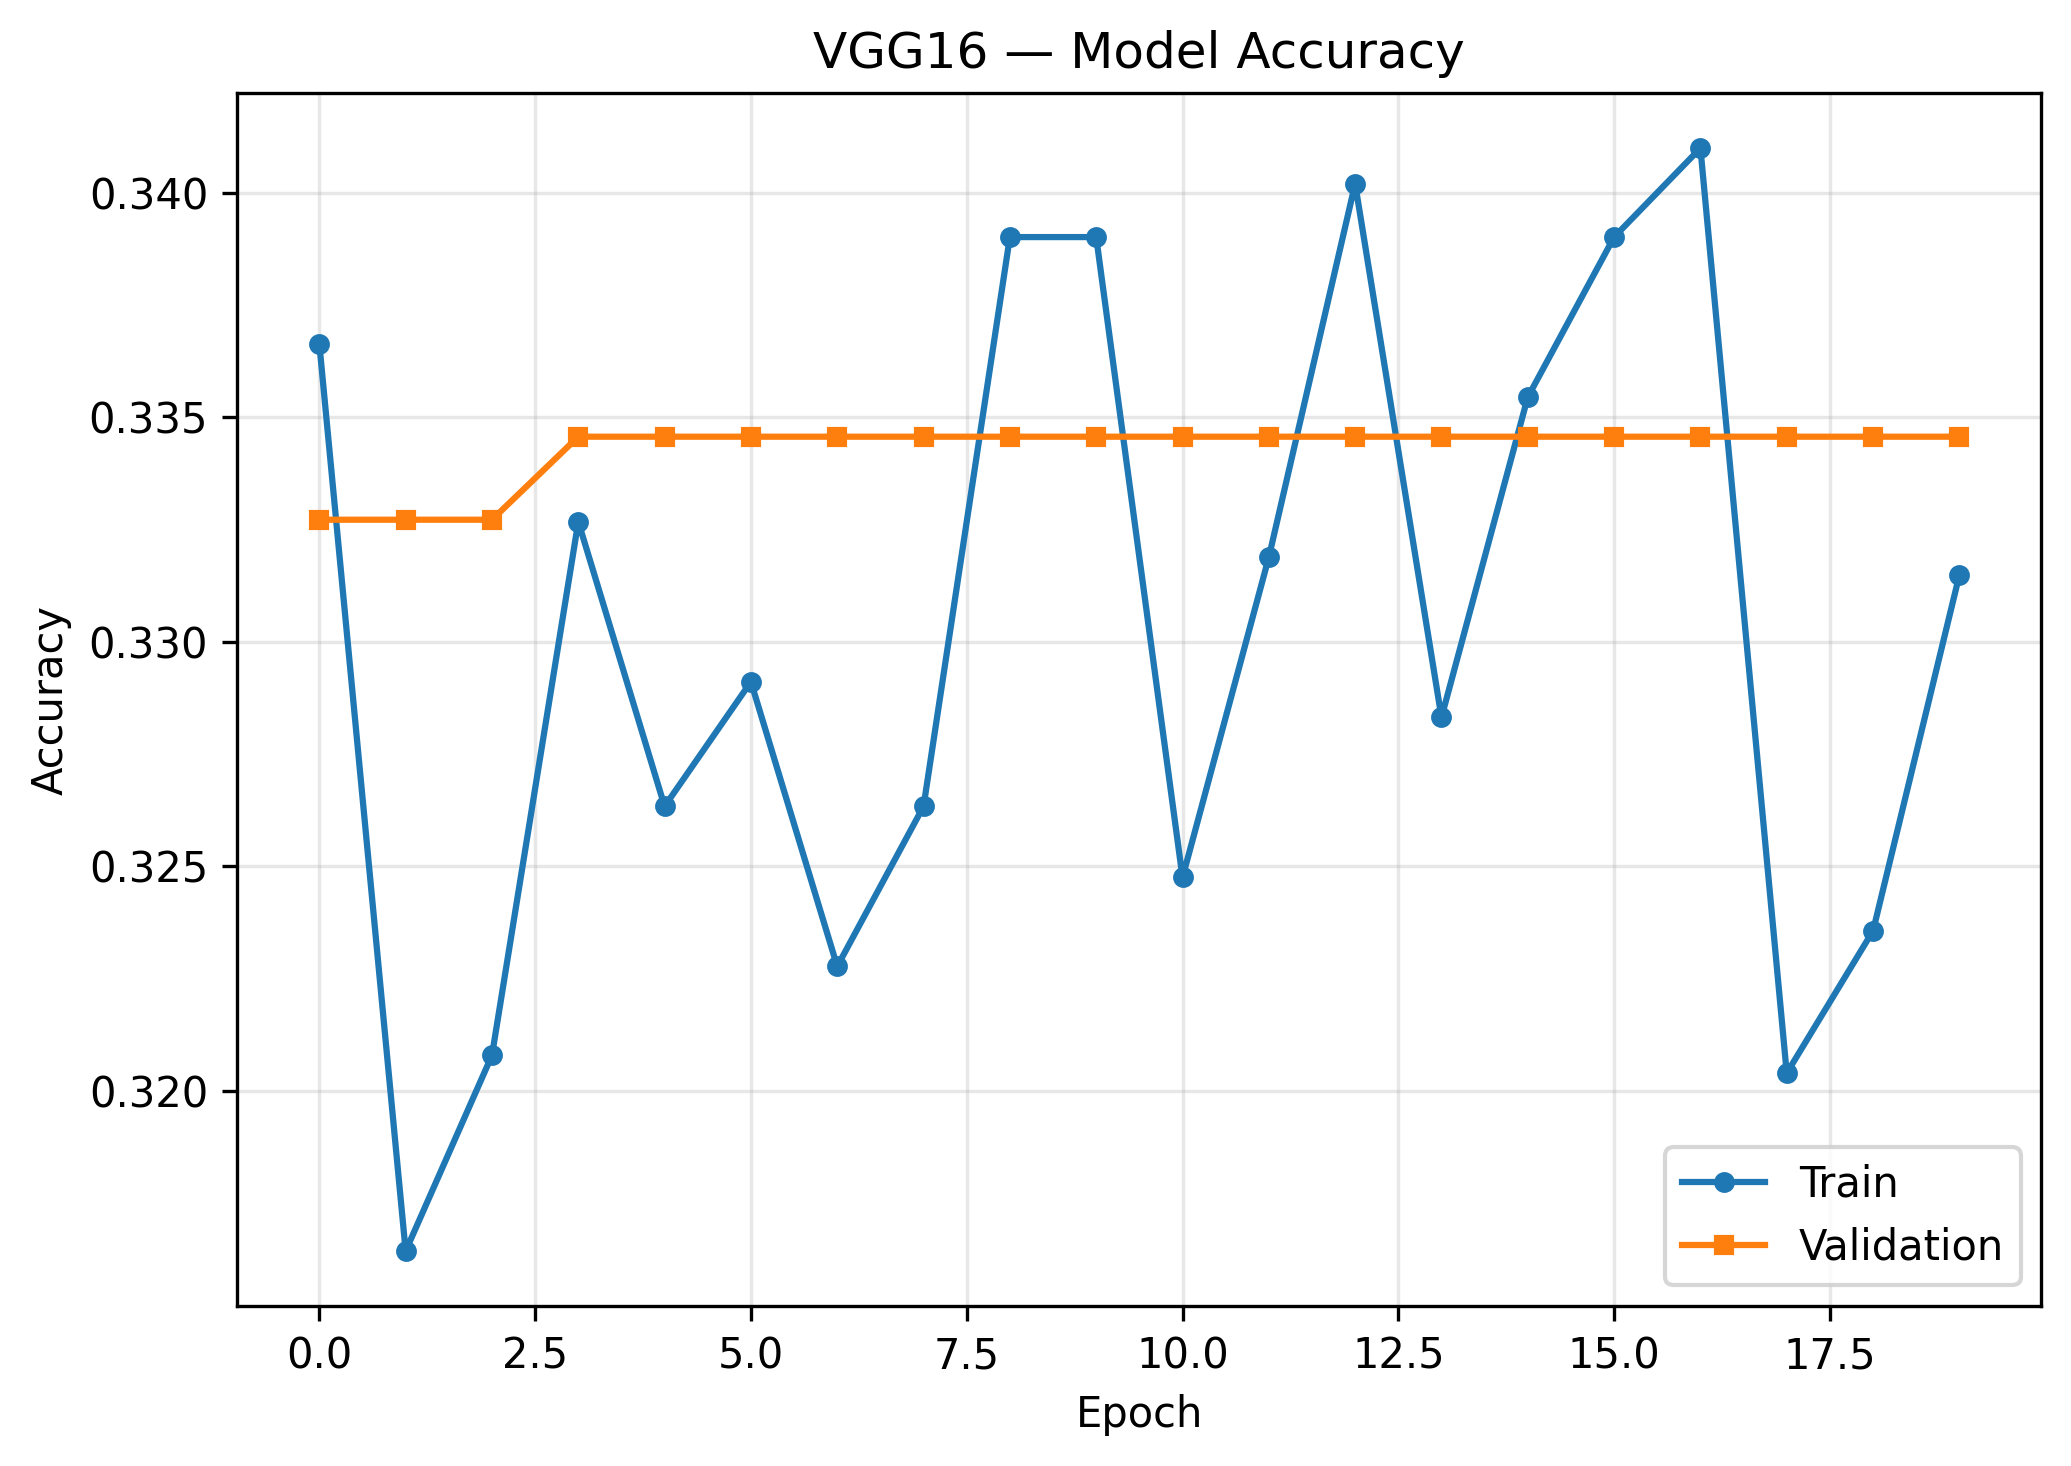 VGG16 — Model Accuracy
0.340
0.335
0.330
0.325
0.320
Accuracy
Train
Validation
0.0 2.5 5.0 7.5 10.0 12.5 15.0 17.5
Epoch